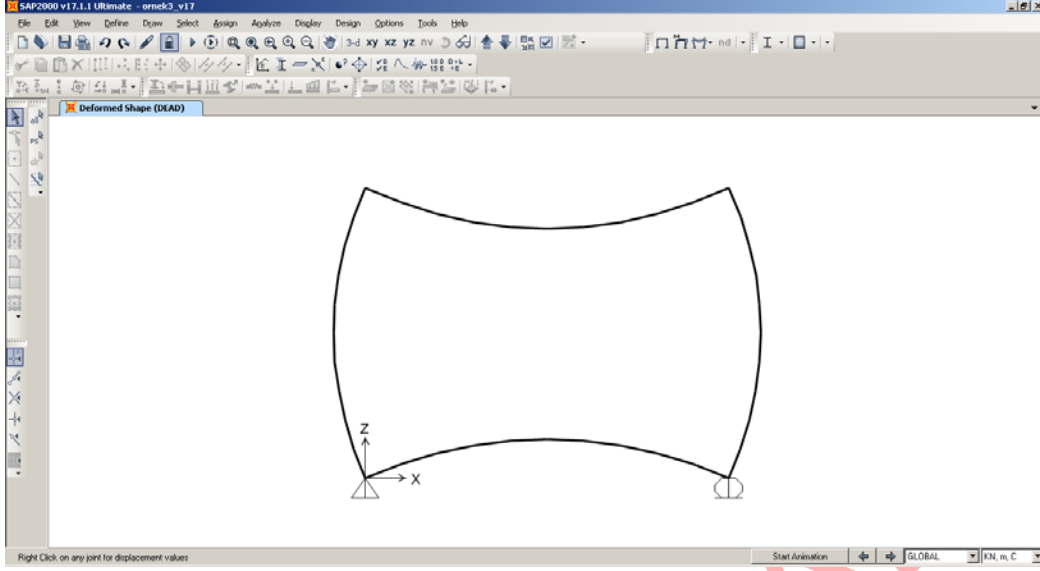 SAP2000 v17.1.1 Ultimate - ornek3_v17
File Edit View Define Draw Select Assign Analyze Display Design Options Tools Help
3-d xy xz yz nv nd
Deformed Shape (DEAD)
Z
X
Right Click on any joint for displacement values
Start Animation GLOBAL KN, m, C